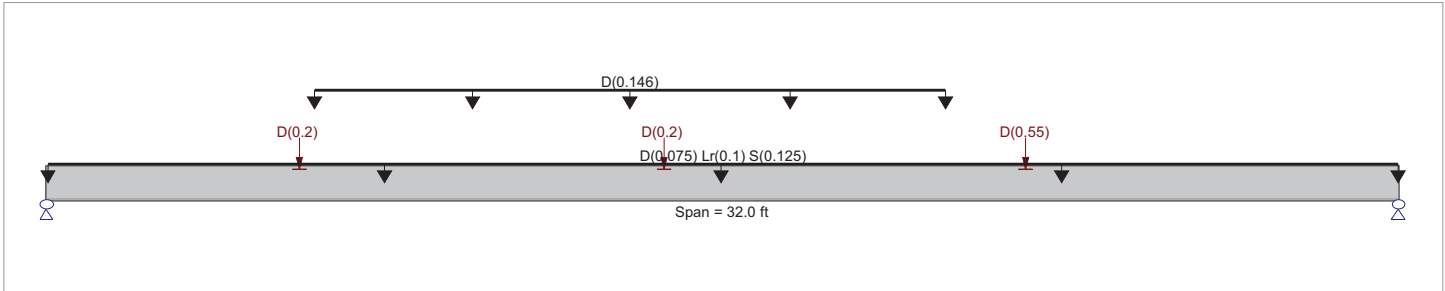 D(0.146)
D(0.2) D(0.2) D(0.55)
D(0.075) Lr(0.1) S(0.125)
Span = 32.0 ft